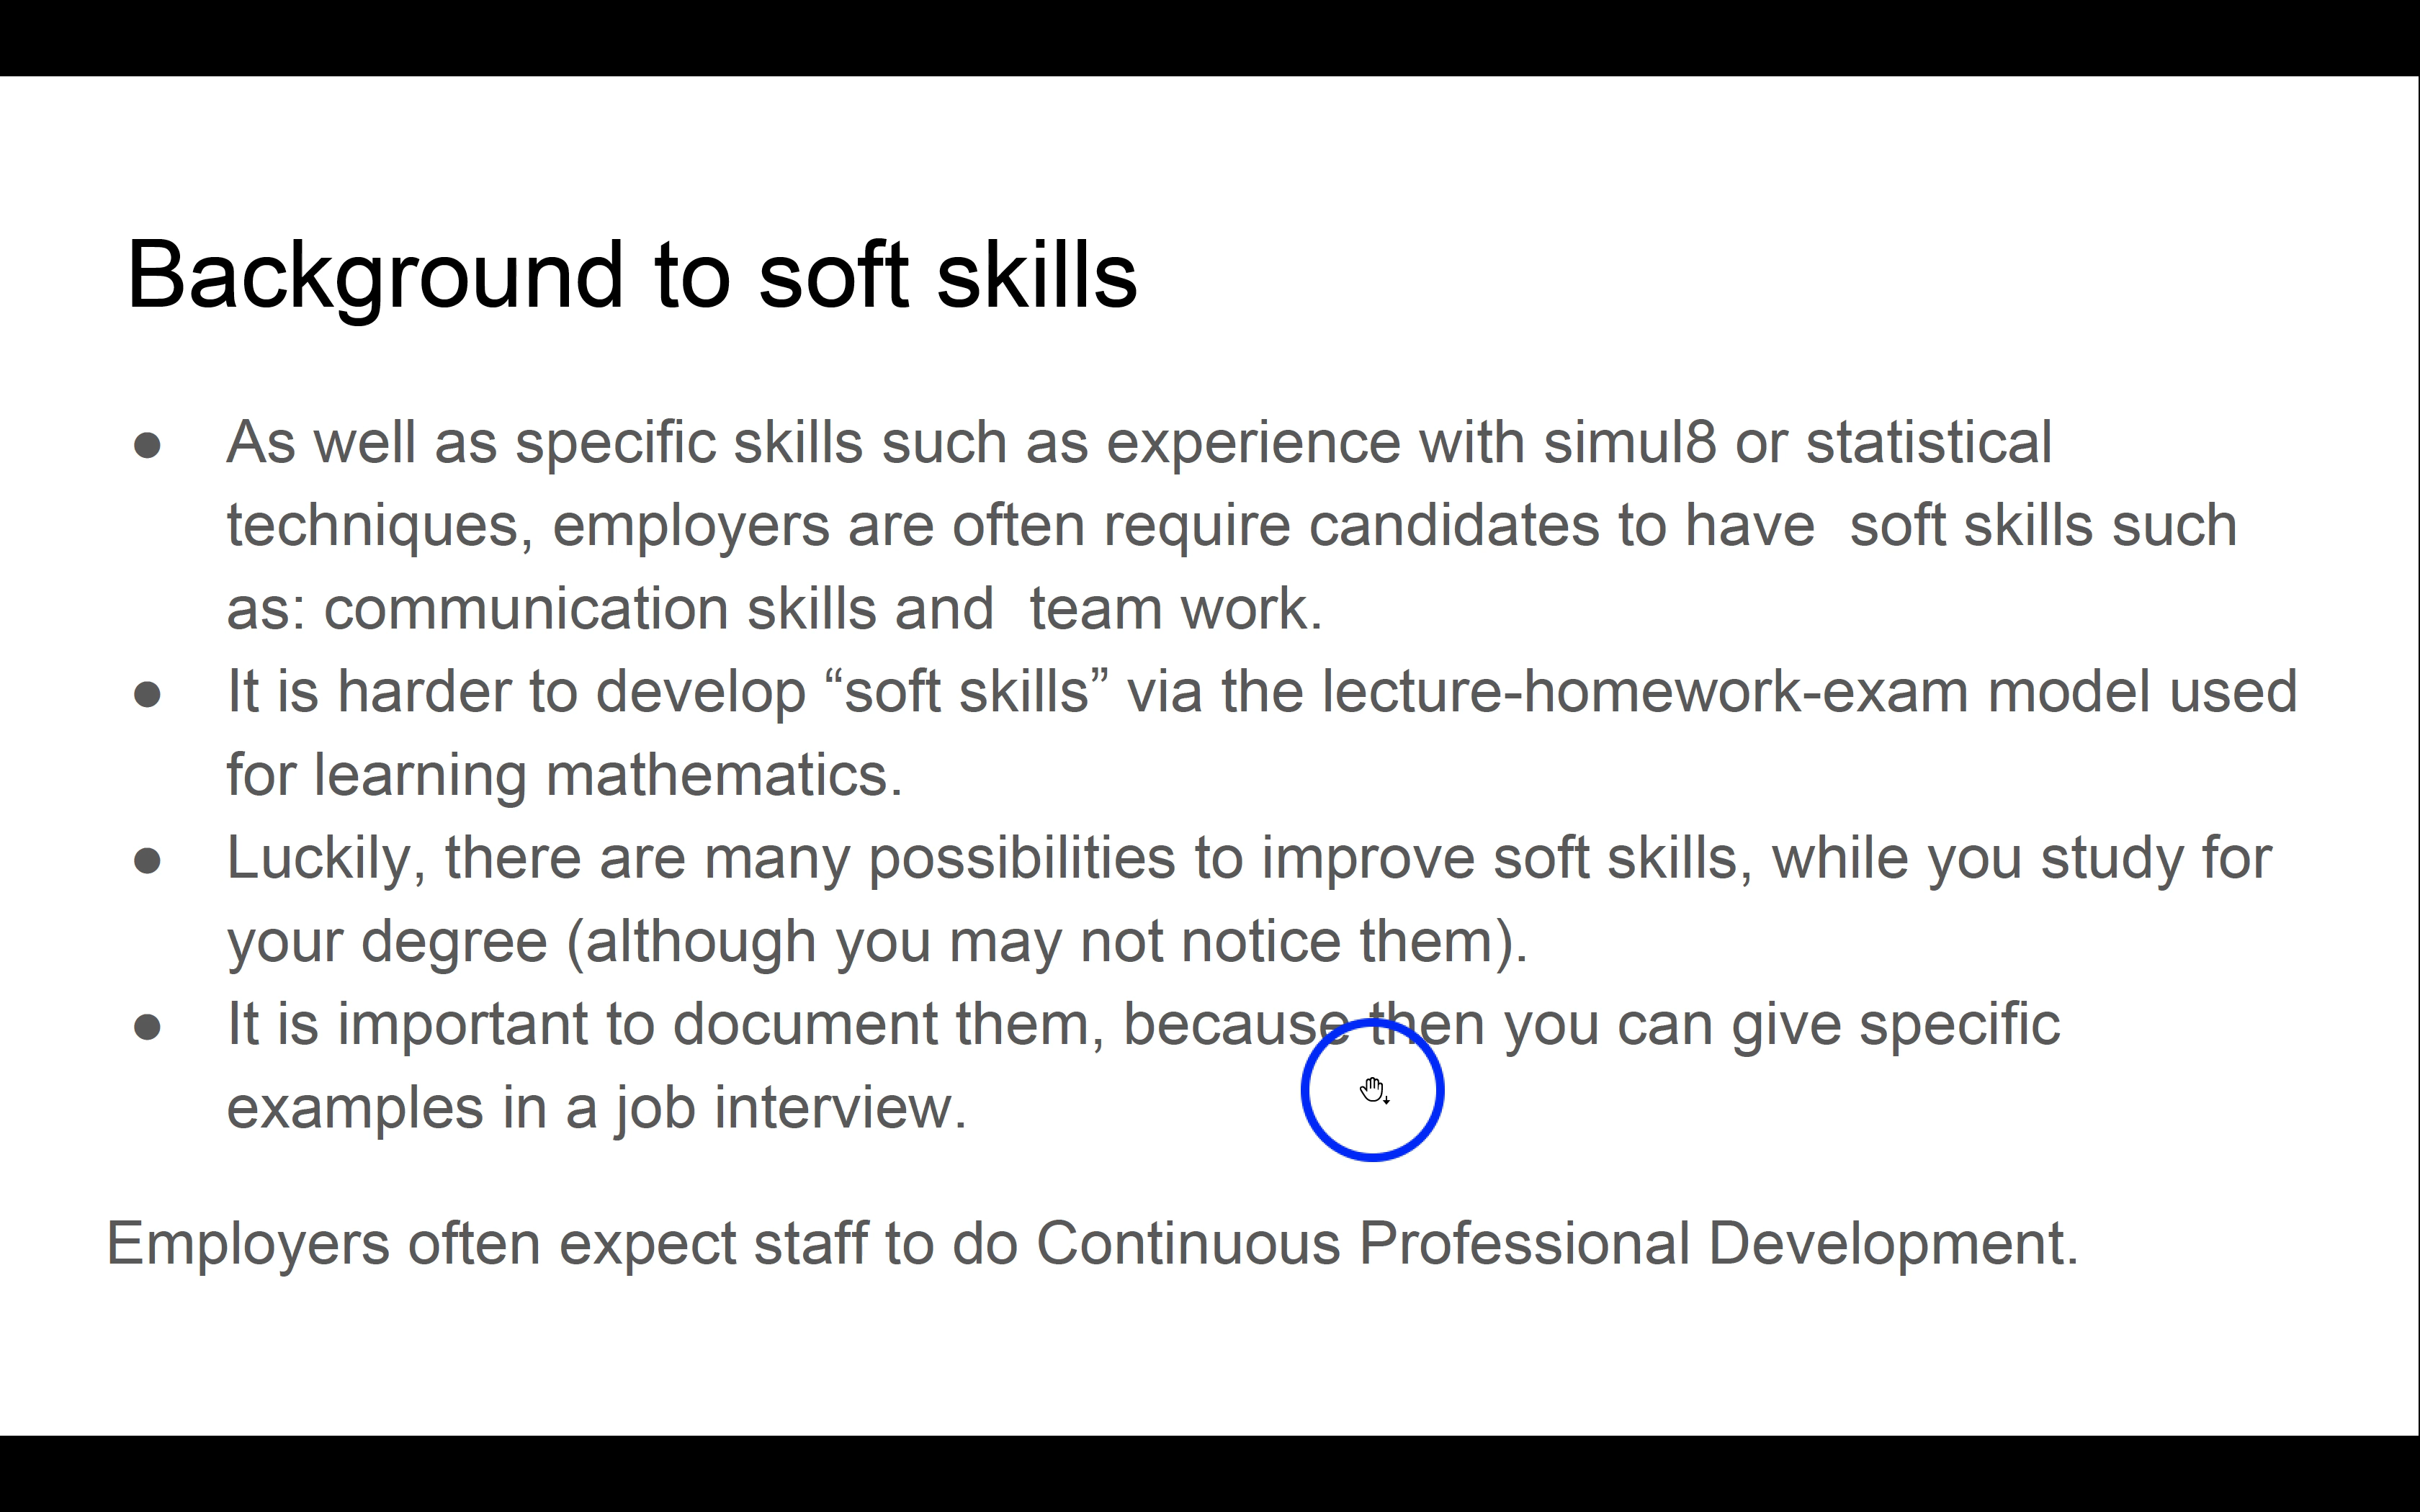 Background to soft skills
● As well as specific skills such as experience with simul8 or statistical
techniques, employers are often require candidates to have  soft skills such
as: communication skills and  team work.
● It is harder to develop “soft skills” via the lecture-homework-exam model used
for learning mathematics.
● Luckily, there are many possibilities to improve soft skills, while you study for
your degree (although you may not notice them).
● It is important to document them, because then you can give specific
examples in a job interview.
Employers often expect staff to do Continuous Professional Development.